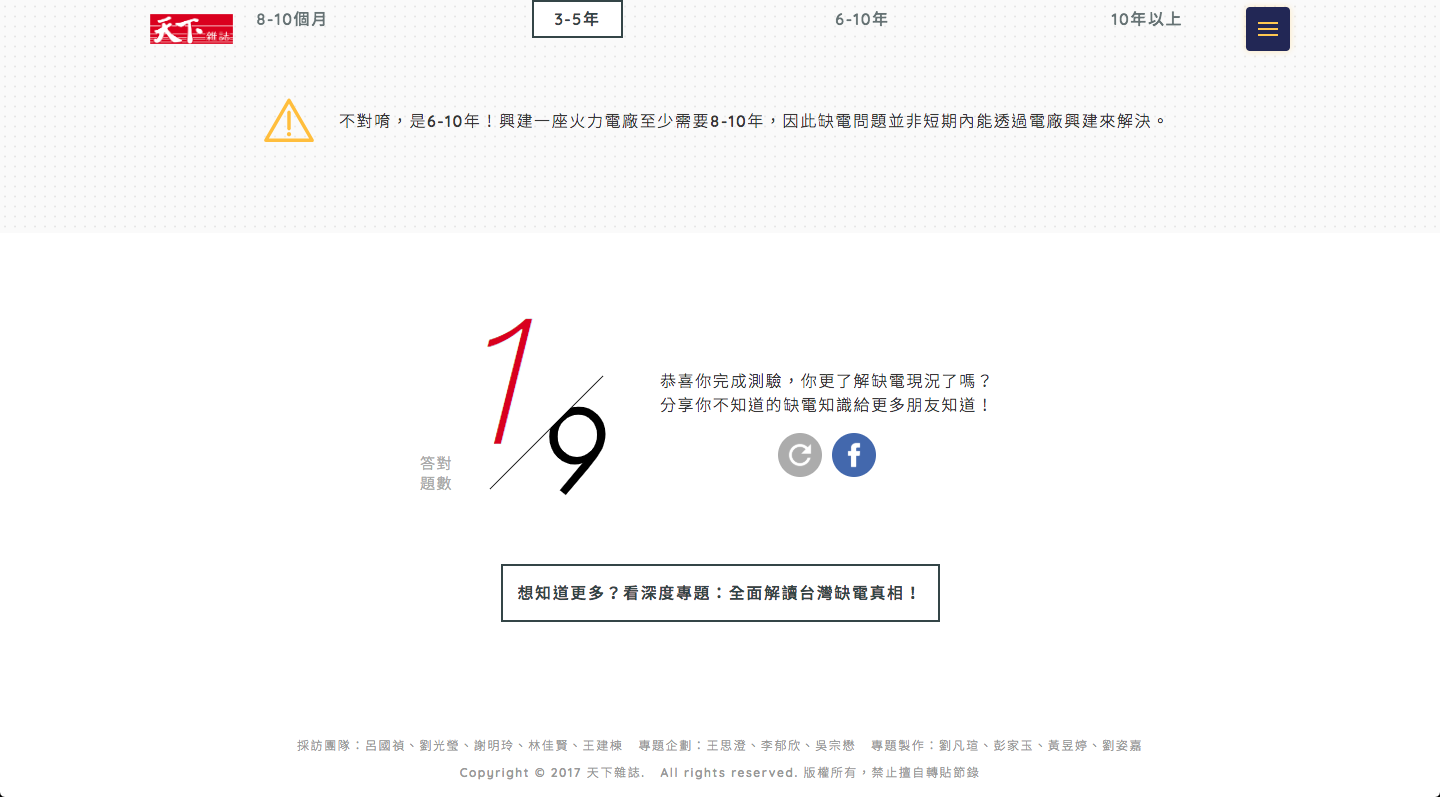 天下雜誌
8-10個月
3-5年
6-10年
10年以上
不對唷，是6-10年！興建一座火力電廠至少需要8-10年，因此缺電問題並非短期內能透過電廠興建來解決。
1/9
答對
題數
恭喜你完成測驗，你更了解缺電現況了嗎？
分享你不知道的缺電知識給更多朋友知道！
想知道更多？看深度專題：全面解讀台灣缺電真相！
採訪團隊：呂國禎、劉光瑩、謝明玲、林佳賢、王建棟 專題企劃：王思澄、李郁欣、吳宗懋 專題製作：劉凡瑄、彭家玉、黃昱婷、劉姿嘉
Copyright © 2017 天下雜誌. All rights reserved. 版權所有，禁止擅自轉貼節錄